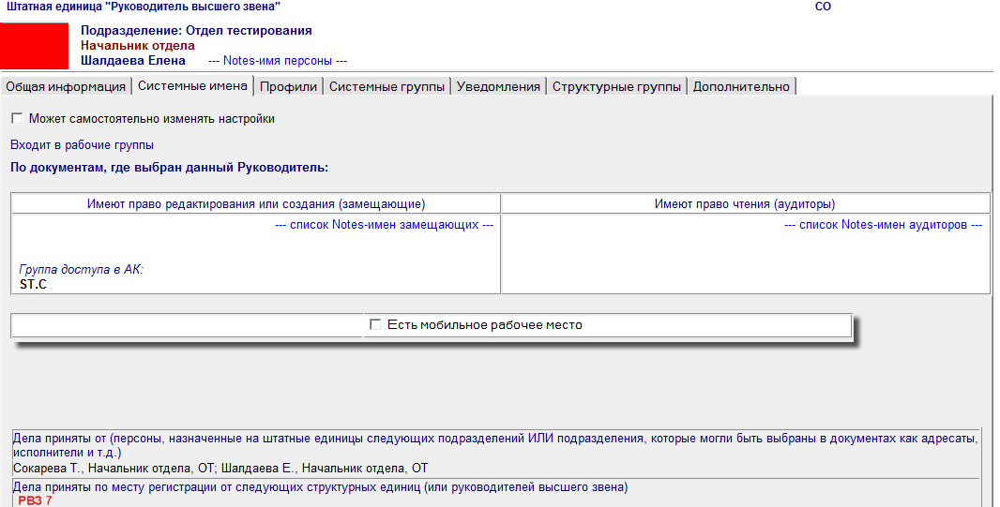 Штатная единица "Руководитель высшего звена" СО
Подразделение: Отдел тестирования
Начальник отдела
Шалдаева Елена --- Notes-имя персоны ---
Общая информация Системные имена Профили Системные группы Уведомления Структурные группы Дополнительно
Может самостоятельно изменять настройки
Входит в рабочие группы
По документам, где выбран данный Руководитель:
Имеют право редактирования или создания (замещающие) Имеют право чтения (аудиторы)
--- список Notes-имен замещающих --- --- список Notes-имен аудиторов ---
Группа доступа в АК:
ST.C
Есть мобильное рабочее место
Дела приняты от (персоны, назначенные на штатные единицы следующих подразделений ИЛИ подразделения, которые могли быть выбраны в документах как адресаты,
исполнители и т.д.)
Сокарева Т., Начальник отдела, ОТ; Шалдаева Е., Начальник отдела, ОТ
Дела приняты по месту регистрации от следующих структурных единиц (или руководителей высшего звена)
РВЗ 7